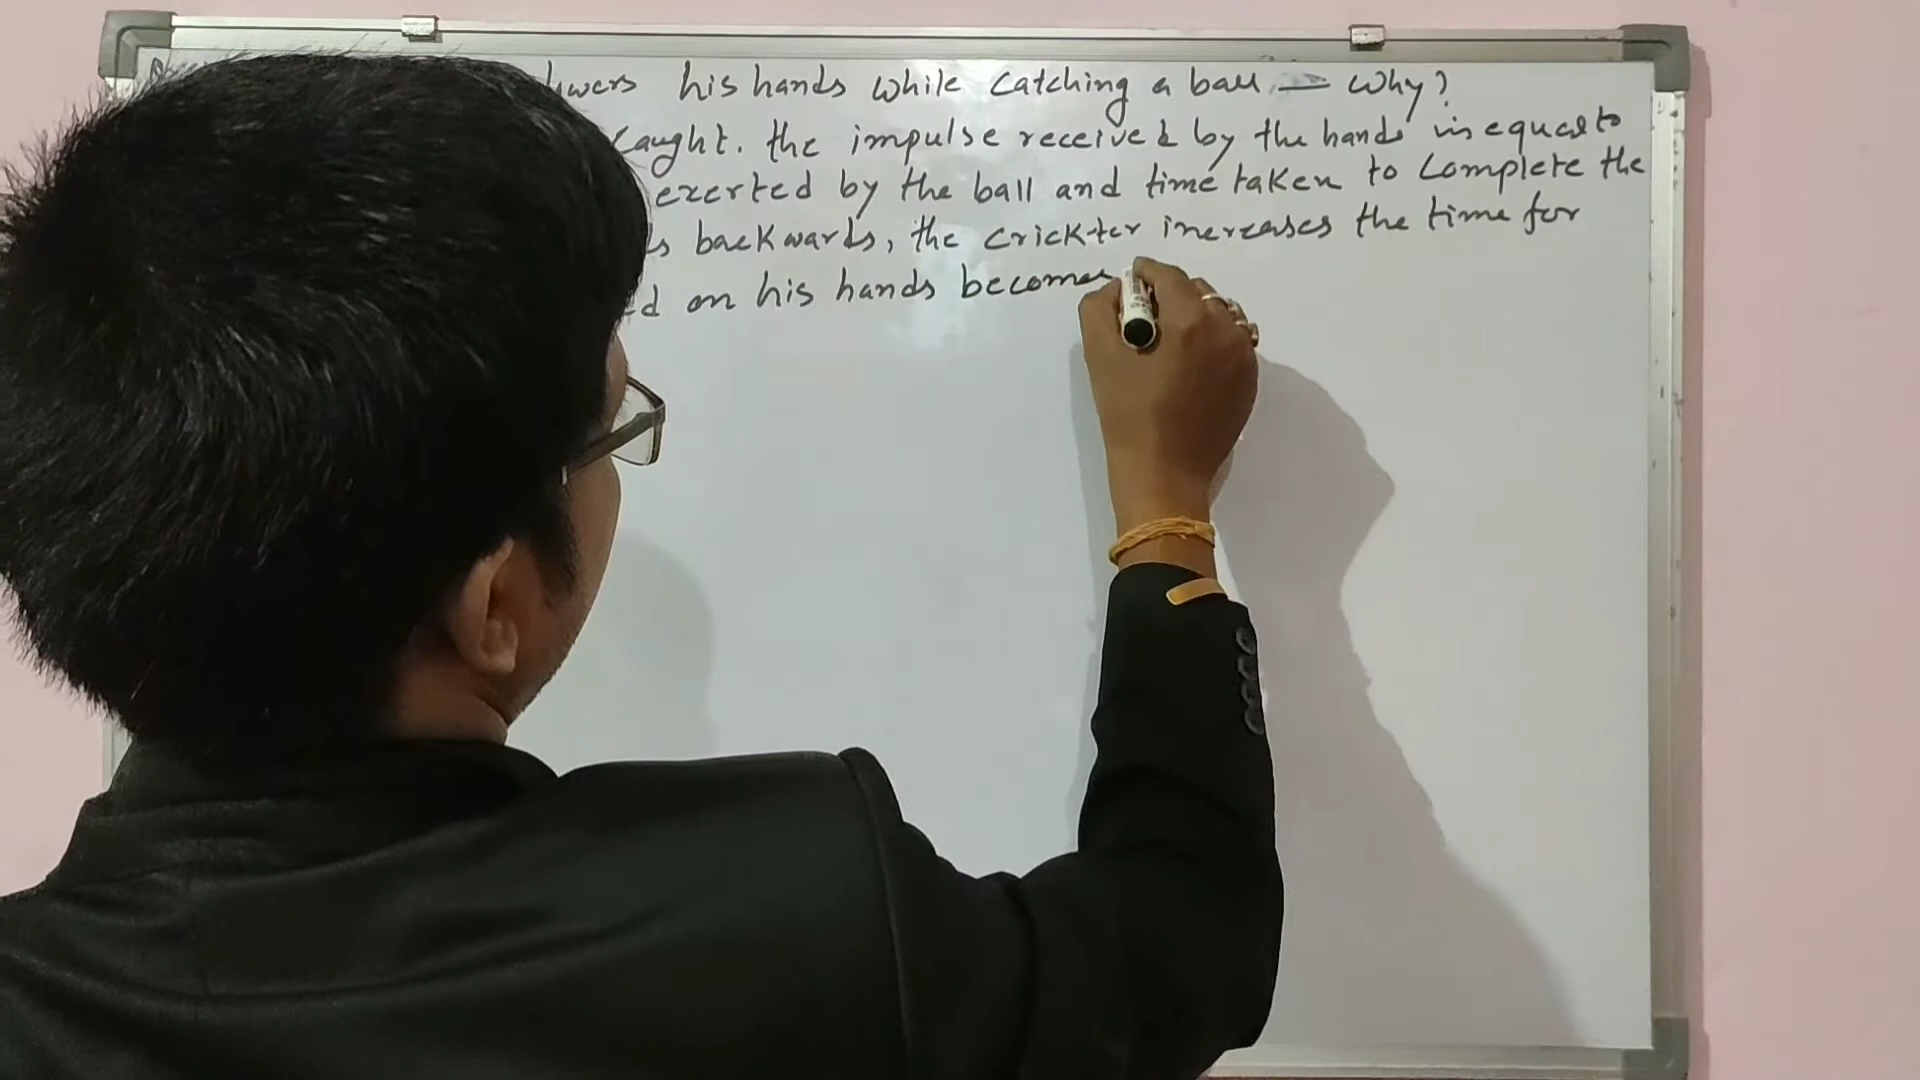 his hands while catching a ball — why?
caught. the impulse received by the hands is equal to
exerted by the ball and time taken to complete the
backwards, the crickter increases the time for
on his hands becomes